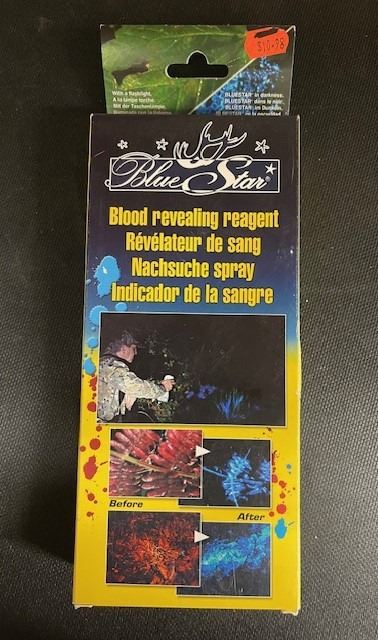 $10.98
With a flashlight.
A la lampe torche.
Mit der Taschenlampe.
BLUESTAR® in darkness.
BLUESTAR® dans le noir.
BLUESTAR® im Dunkeln.
Blue Star®
Blood revealing reagent
Révélateur de sang
Nachsuche spray
Indicador de la sangre
Before
After